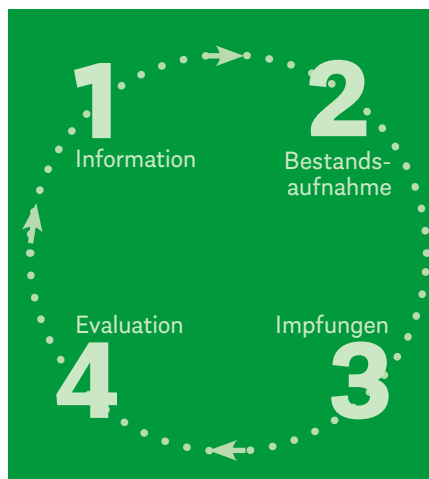 1
Information
2
Bestands-
aufnahme
Evaluation
4
Impfungen
3